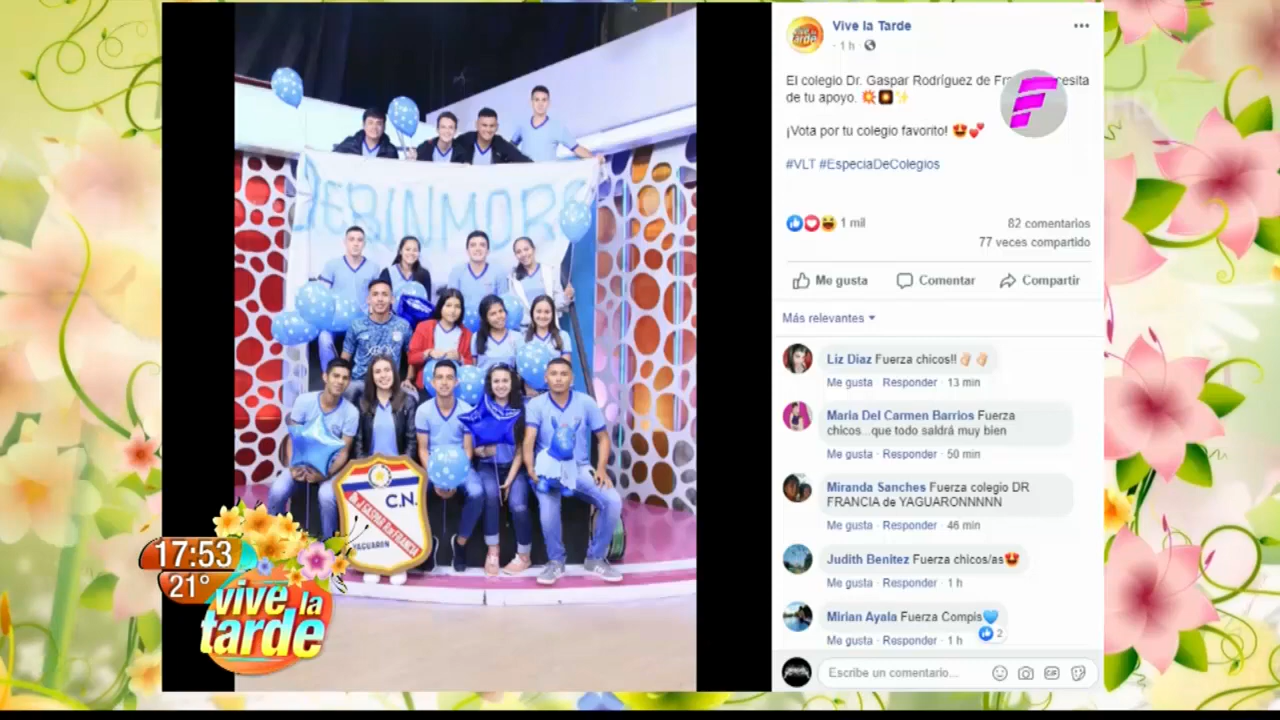 Vive la Tarde
· 1 h ·
El colegio Dr. Gaspar Rodríguez de
de tu apoyo.
¡Vota por tu colegio favorito!
#VLT #EspeciaDeColegios
1 mil
82 comentarios
77 veces compartido
Me gusta
Comentar
Compartir
Más relevantes
Liz Diaz Fuerza chicos!!
Me gusta · Responder · 13 min
Maria Del Carmen Barrios Fuerza
chicos...que todo saldrá muy bien
Me gusta · Responder · 50 min
Miranda Sanches Fuerza colegio DR
FRANCIA de YAGUARONNNNN
Me gusta · Responder · 46 min
Judith Benitez Fuerza chicos/as
Me gusta · Responder · 1 h
Mirian Ayala Fuerza Compis
Me gusta · Responder · 1 h
2
Escribe un comentario...
GIF
XBOX
C.N.
GASPAR
FRANCIA
YAGUARON
17:53
21°
vive la
tarde